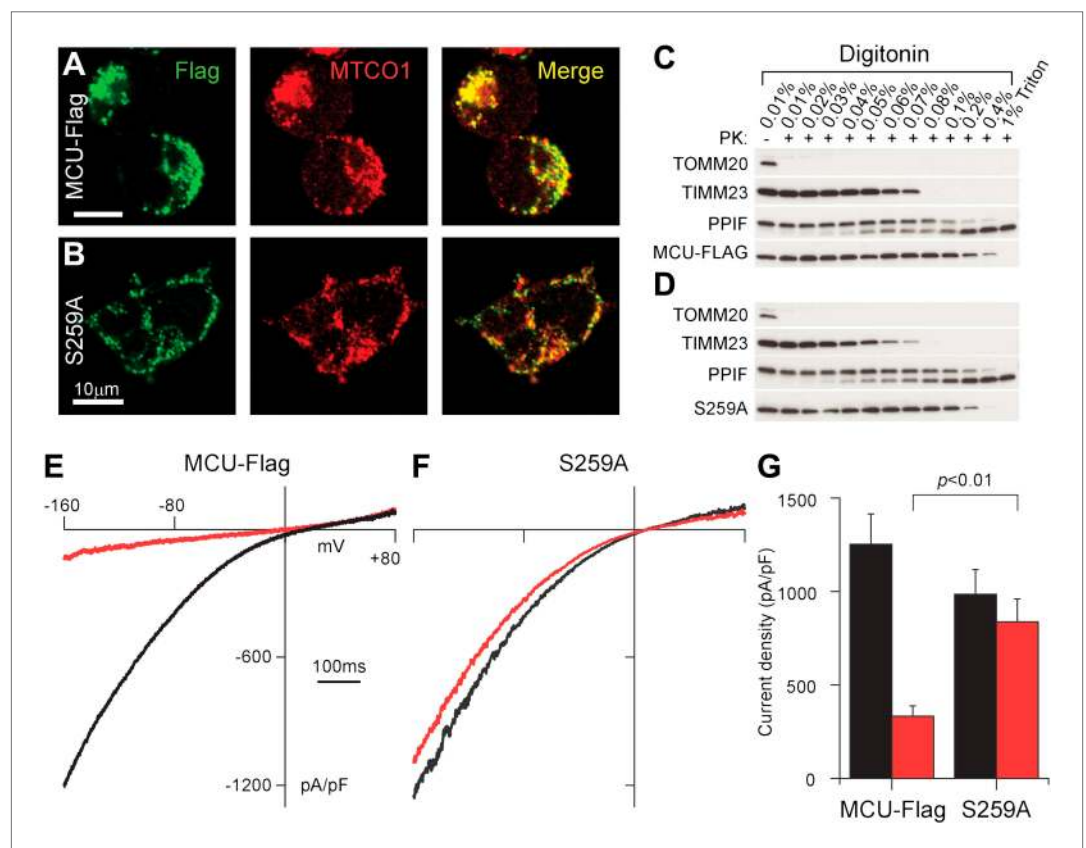 A
Flag
MTCO1
Merge
MCU-Flag
B
S259A
10µm
C
Digitonin
0.01% 0.01% 0.02% 0.03% 0.04% 0.05% 0.06% 0.07% 0.08% 0.1% 0.2% 0.4% 1% Triton
PK: - + + + + + + + + + + + +
TOMM20
TIMM23
PPIF
MCU-FLAG
D
TOMM20
TIMM23
PPIF
S259A
E
MCU-Flag
-160
-80
mV
+80
-600
100ms
-1200
pA/pF
F
S259A
G
p<0.01
Current density (pA/pF)
1500
1000
500
0
MCU-Flag
S259A